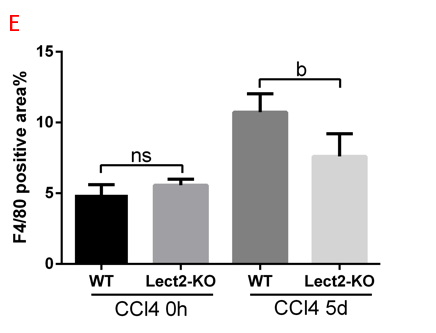 E
F4/80 positive area%
15
10
5
0
ns
b
WT
Lect2-KO
WT
Lect2-KO
CCl4 0h
CCl4 5d